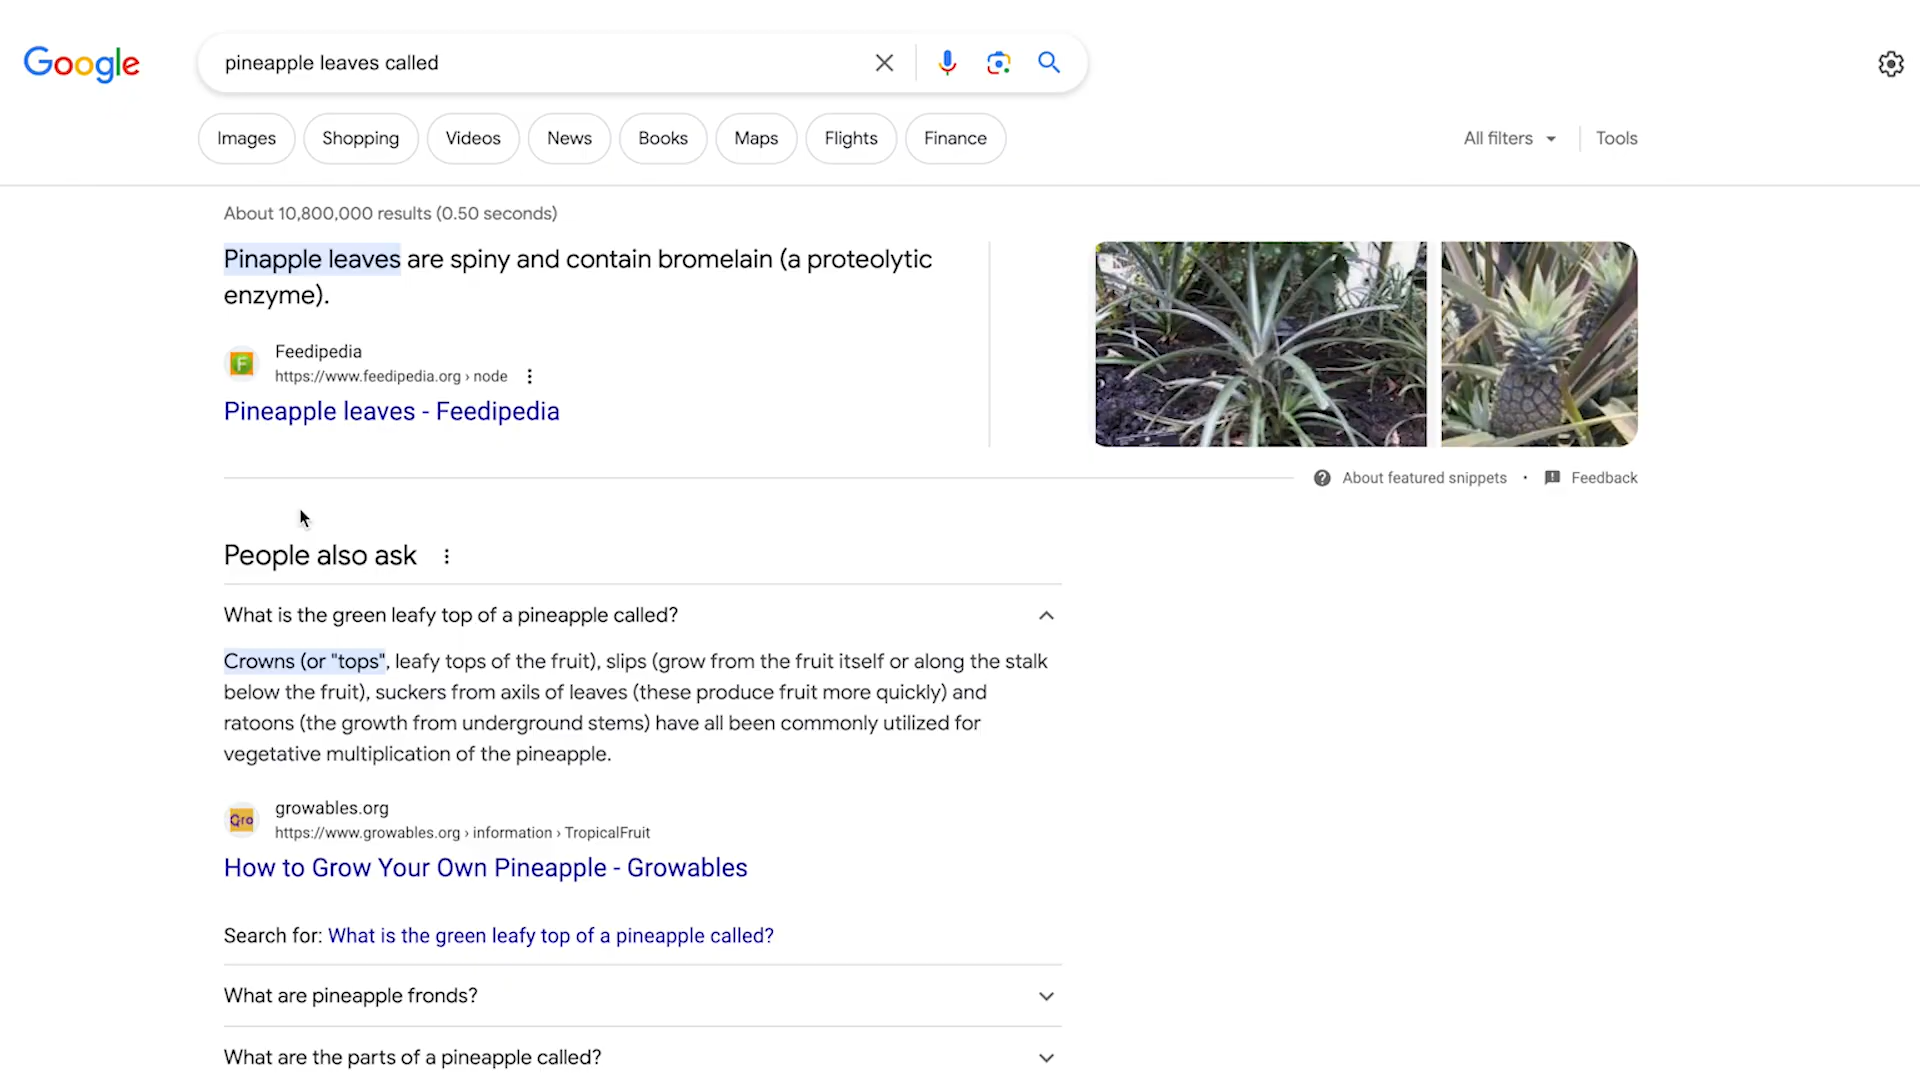 Google
pineapple leaves called
Images
Shopping
Videos
News
Books
Maps
Flights
Finance
All filters
Tools
About 10,800,000 results (0.50 seconds)
Pinapple leaves are spiny and contain bromelain (a proteolytic
enzyme).
F
Feedipedia
https://www.feedipedia.org › node
Pineapple leaves - Feedipedia
About featured snippets • Feedback
People also ask
What is the green leafy top of a pineapple called?
Crowns (or "tops", leafy tops of the fruit), slips (grow from the fruit itself or along the stalk
below the fruit), suckers from axils of leaves (these produce fruit more quickly) and
ratoons (the growth from underground stems) have all been commonly utilized for
vegetative multiplication of the pineapple.
Gro
growables.org
https://www.growables.org › information › TropicalFruit
How to Grow Your Own Pineapple - Growables
Search for: What is the green leafy top of a pineapple called?
What are pineapple fronds?
What are the parts of a pineapple called?